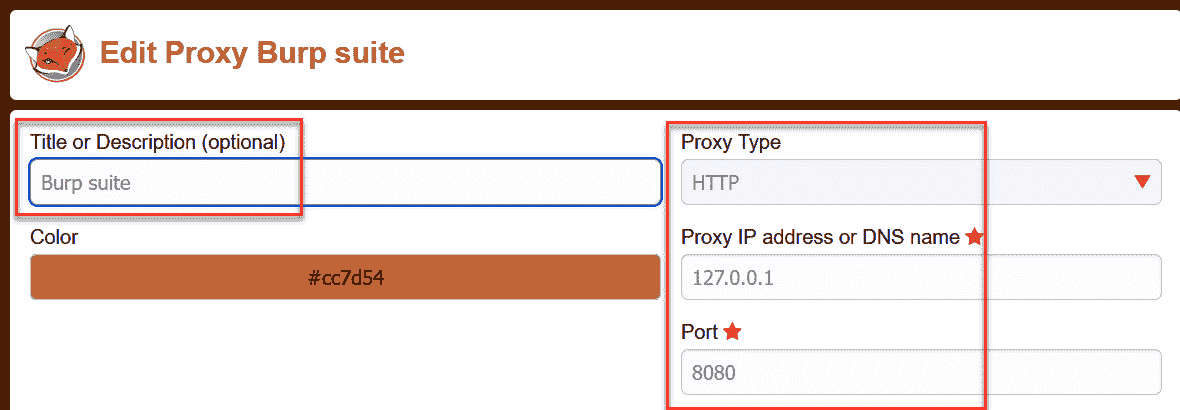 Edit Proxy Burp suite
Title or Description (optional)
Burp suite
Color
#cc7d54
Proxy Type
HTTP
Proxy IP address or DNS name
127.0.0.1
Port
8080